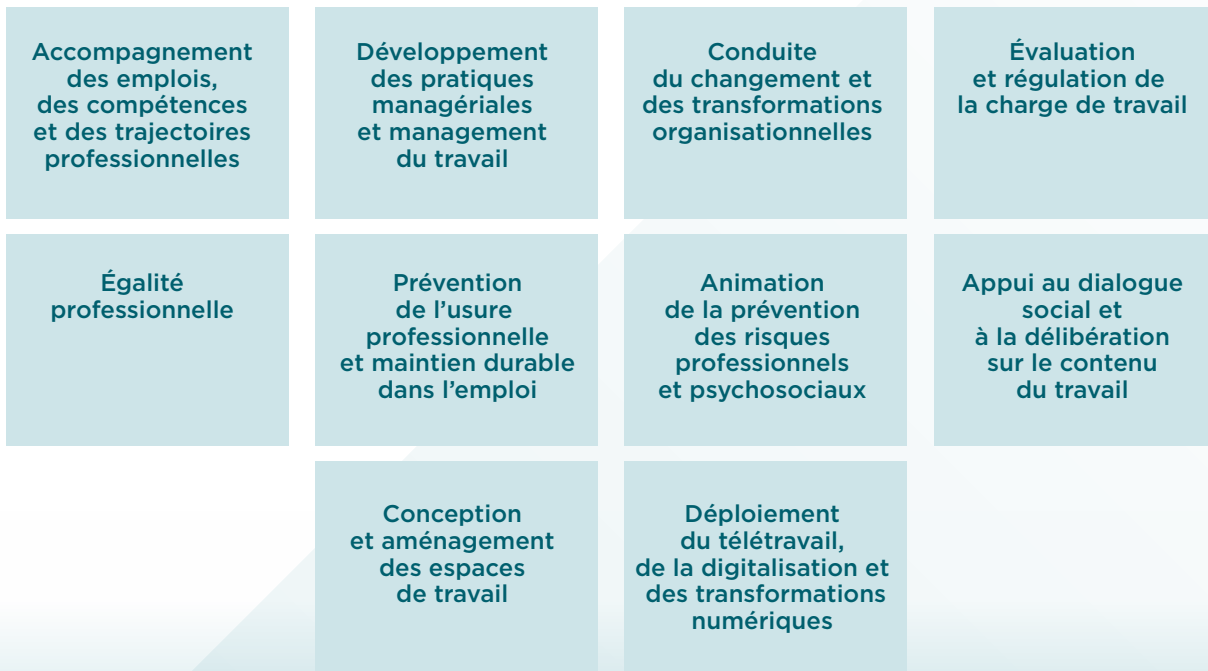 Accompagnement
des emplois,
des compétences
et des trajectoires
professionnelles
Développement
des pratiques
managériales
et management
du travail
Conduite
du changement et
des transformations
organisationnelles
Évaluation
et régulation de
la charge de travail
Égalité
professionnelle
Prévention
de l’usure
professionnelle
et maintien durable
dans l’emploi
Animation
de la prévention
des risques
professionnels
et psychosociaux
Appui au dialogue
social et
à la délibération
sur le contenu
du travail
Conception
et aménagement
des espaces
de travail
Déploiement
du télétravail,
de la digitalisation et
des transformations
numériques